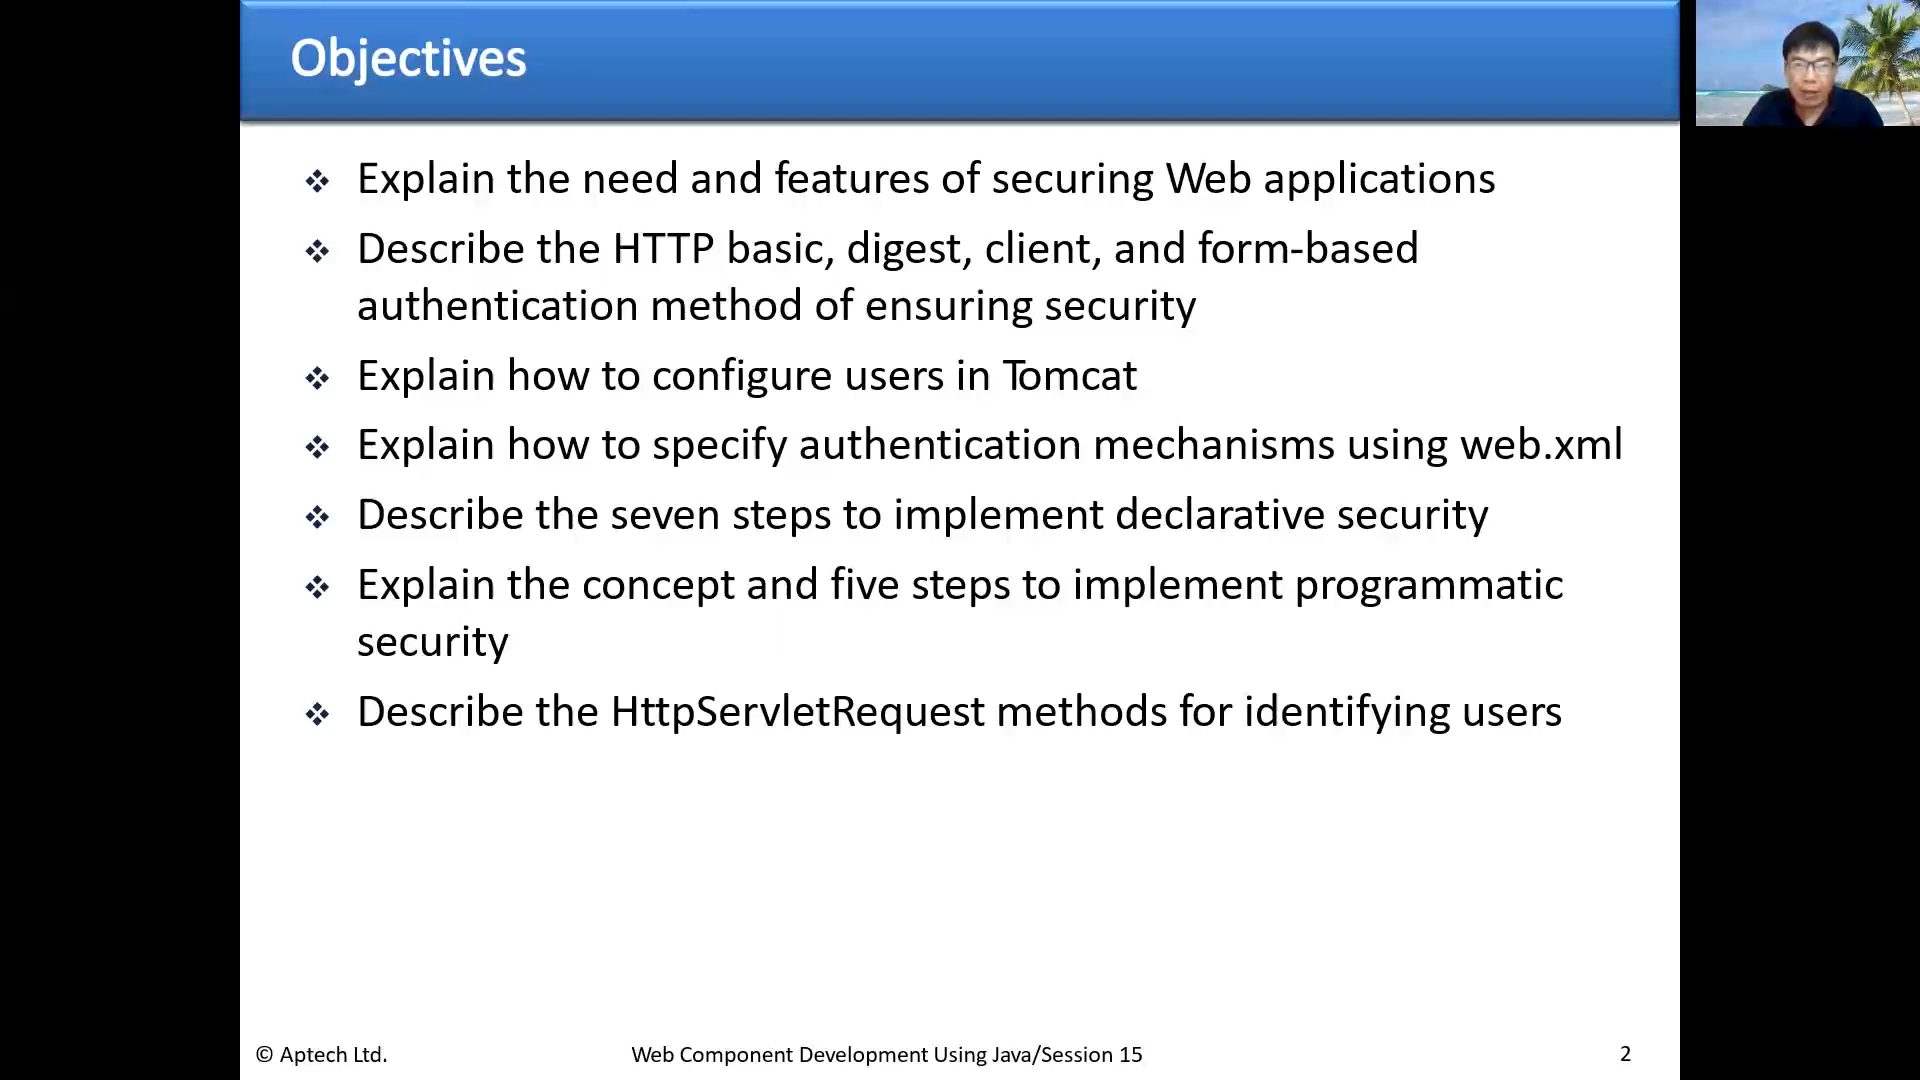 Objectives
Explain the need and features of securing Web applications
Describe the HTTP basic, digest, client, and form-based
authentication method of ensuring security
Explain how to configure users in Tomcat
Explain how to specify authentication mechanisms using web.xml
Describe the seven steps to implement declarative security
Explain the concept and five steps to implement programmatic
security
Describe the HttpServletRequest methods for identifying users
© Aptech Ltd.
Web Component Development Using Java/Session 15
2